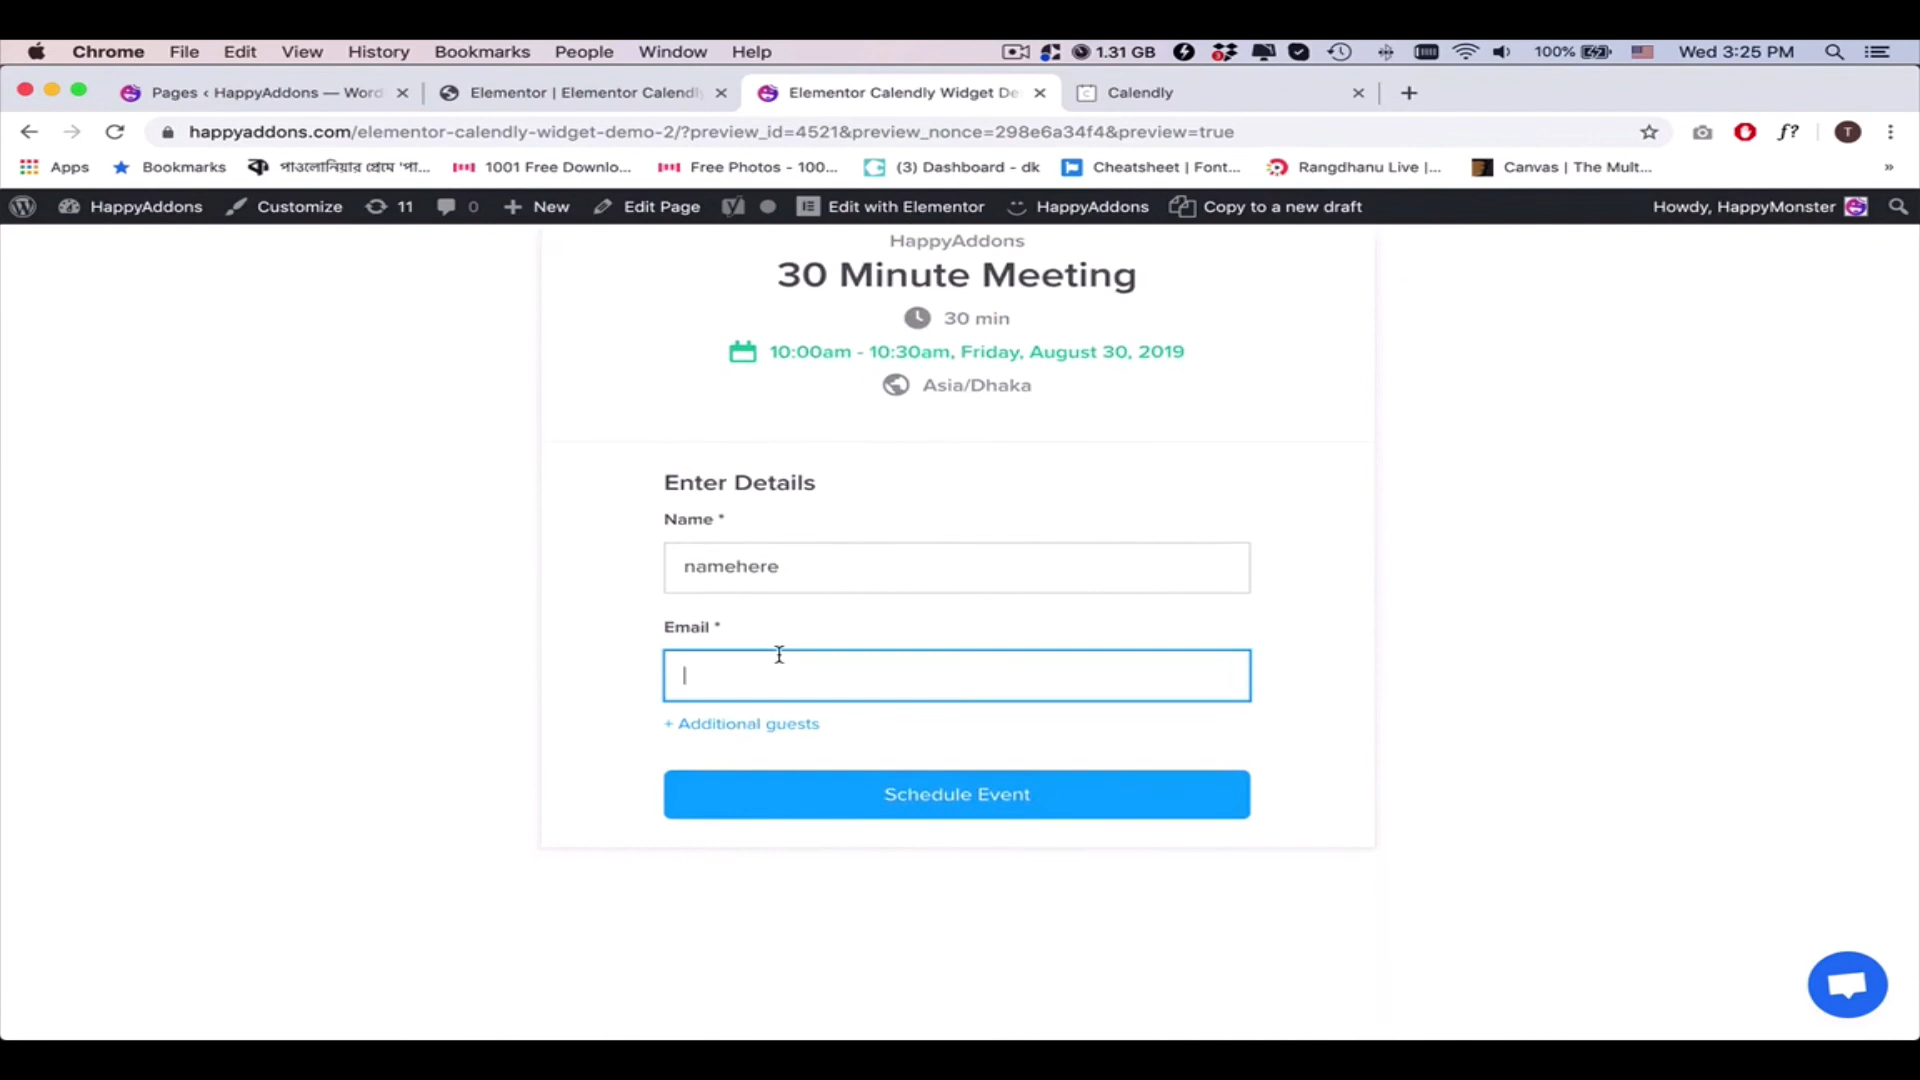 Chrome File Edit View History Bookmarks People Window Help 1.31 GB 100% Wed 3:25 PM
Pages ‹ HappyAddons — Word Elementor | Elementor Calendly Elementor Calendly Widget De Calendly
happyaddons.com/elementor-calendly-widget-demo-2/?preview_id=4521&preview_nonce=298e6a34f4&preview=true f? T
Apps Bookmarks পাওলোনিয়ার প্রেমে 'পা... 1001 Free Downlo... Free Photos - 100... (3) Dashboard - dk Cheatsheet | Font... Rangdhanu Live |... Canvas | The Mult... »
HappyAddons Customize 11 0 + New Edit Page Edit with Elementor HappyAddons Copy to a new draft Howdy, HappyMonster
HappyAddons
30 Minute Meeting
30 min
10:00am - 10:30am, Friday, August 30, 2019
Asia/Dhaka
Enter Details
Name *
namehere
Email *
+ Additional guests
Schedule Event